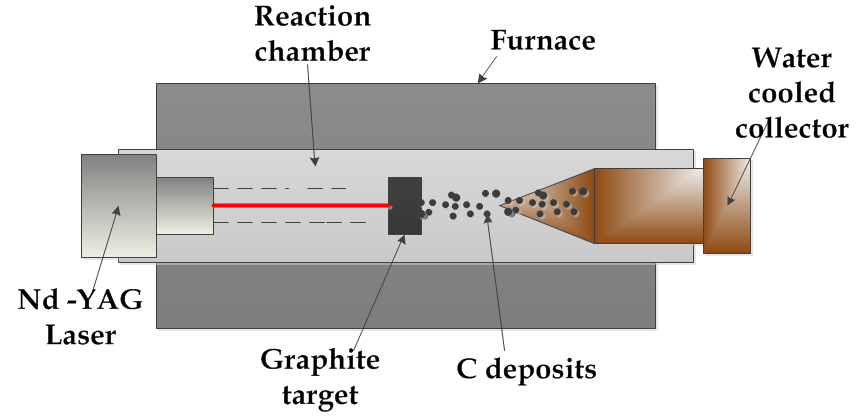 Reaction
chamber
Furnace
Water
cooled
collector
Nd -YAG
Laser
Graphite
target
C deposits